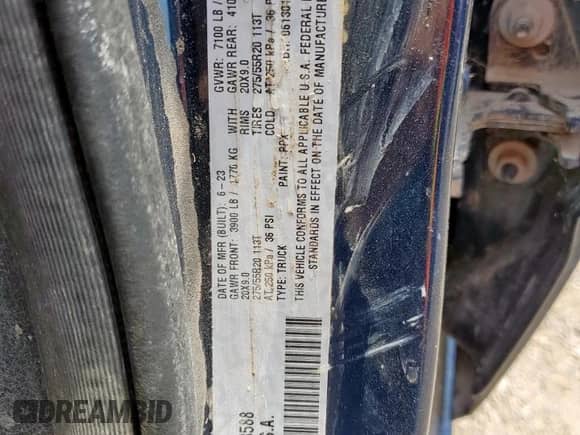 DATE OF MFR (BUILT): 6-23 GVWR: 7100 LB /
GAWR FRONT: 3900 LB / 1770 KG WITH GAWR REAR: 410
20X9.0 RIMS 20X9.0
275/55R20 113T TIRES 275/55R20 113T
AT 250 kPa / 36 PSI COLD AT 250 kPa / 36 P
TYPE: TRUCK PAINT: PPX
THIS VEHICLE CONFORMS TO ALL APPLICABLE U.S.A. FEDERAL
STANDARDS IN EFFECT ON THE DATE OF MANUFACTURE
588
S.A.
DREAMBID